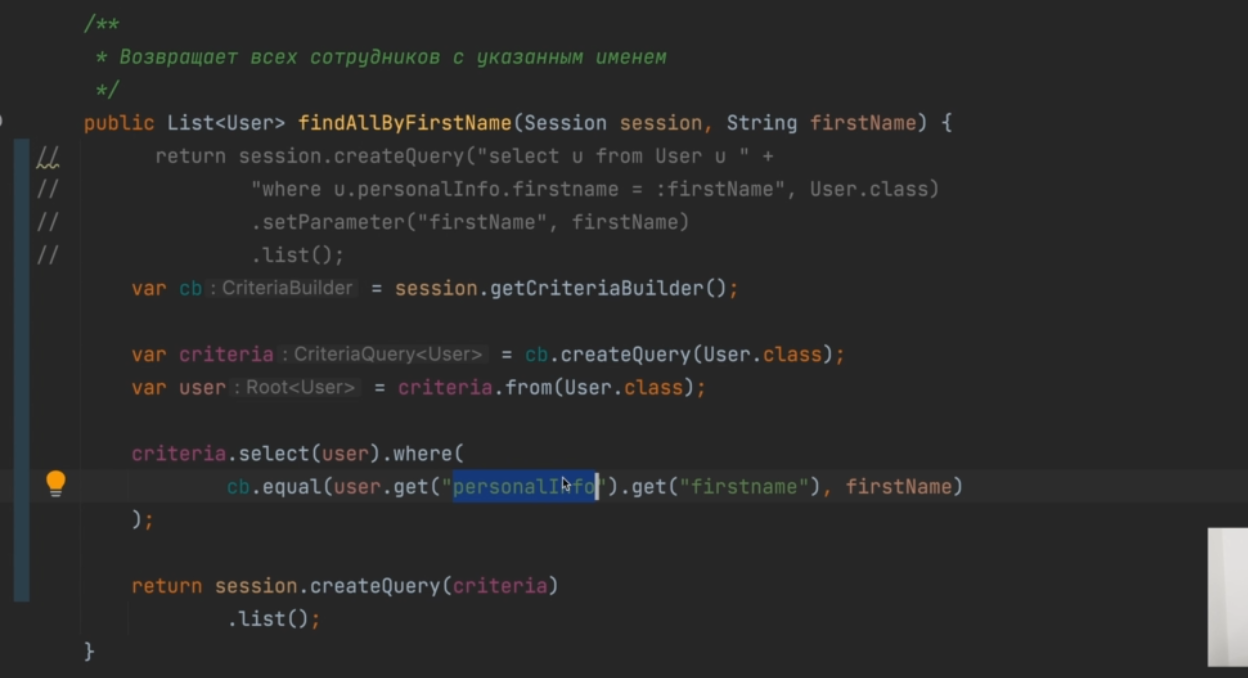 /**
* Возвращает всех сотрудников с указанным именем
*/
public List<User> findAllByFirstName(Session session, String firstName) {
// return session.createQuery("select u from User u " +
// "where u.personalInfo.firstname = :firstName", User.class)
// .setParameter("firstName", firstName)
// .list();
var cb : CriteriaBuilder = session.getCriteriaBuilder();
var criteria : CriteriaQuery<User> = cb.createQuery(User.class);
var user : Root<User> = criteria.from(User.class);
criteria.select(user).where(
cb.equal(user.get("personalInfo").get("firstname"), firstName)
);
return session.createQuery(criteria)
.list();
}